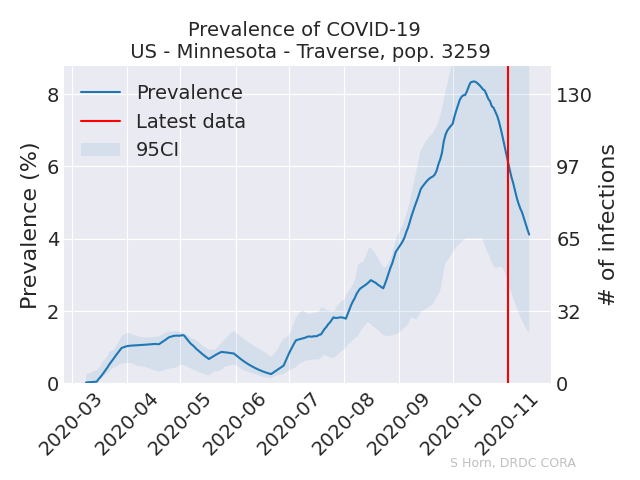 Prevalence of COVID-19
US - Minnesota - Traverse, pop. 3259
Prevalence
Latest data
95CI
Prevalence (%)
8
6
4
2
0
130
97
65
32
0
# of infections
2020-03
2020-04
2020-05
2020-06
2020-07
2020-08
2020-09
2020-10
2020-11
S Horn, DRDC CORA